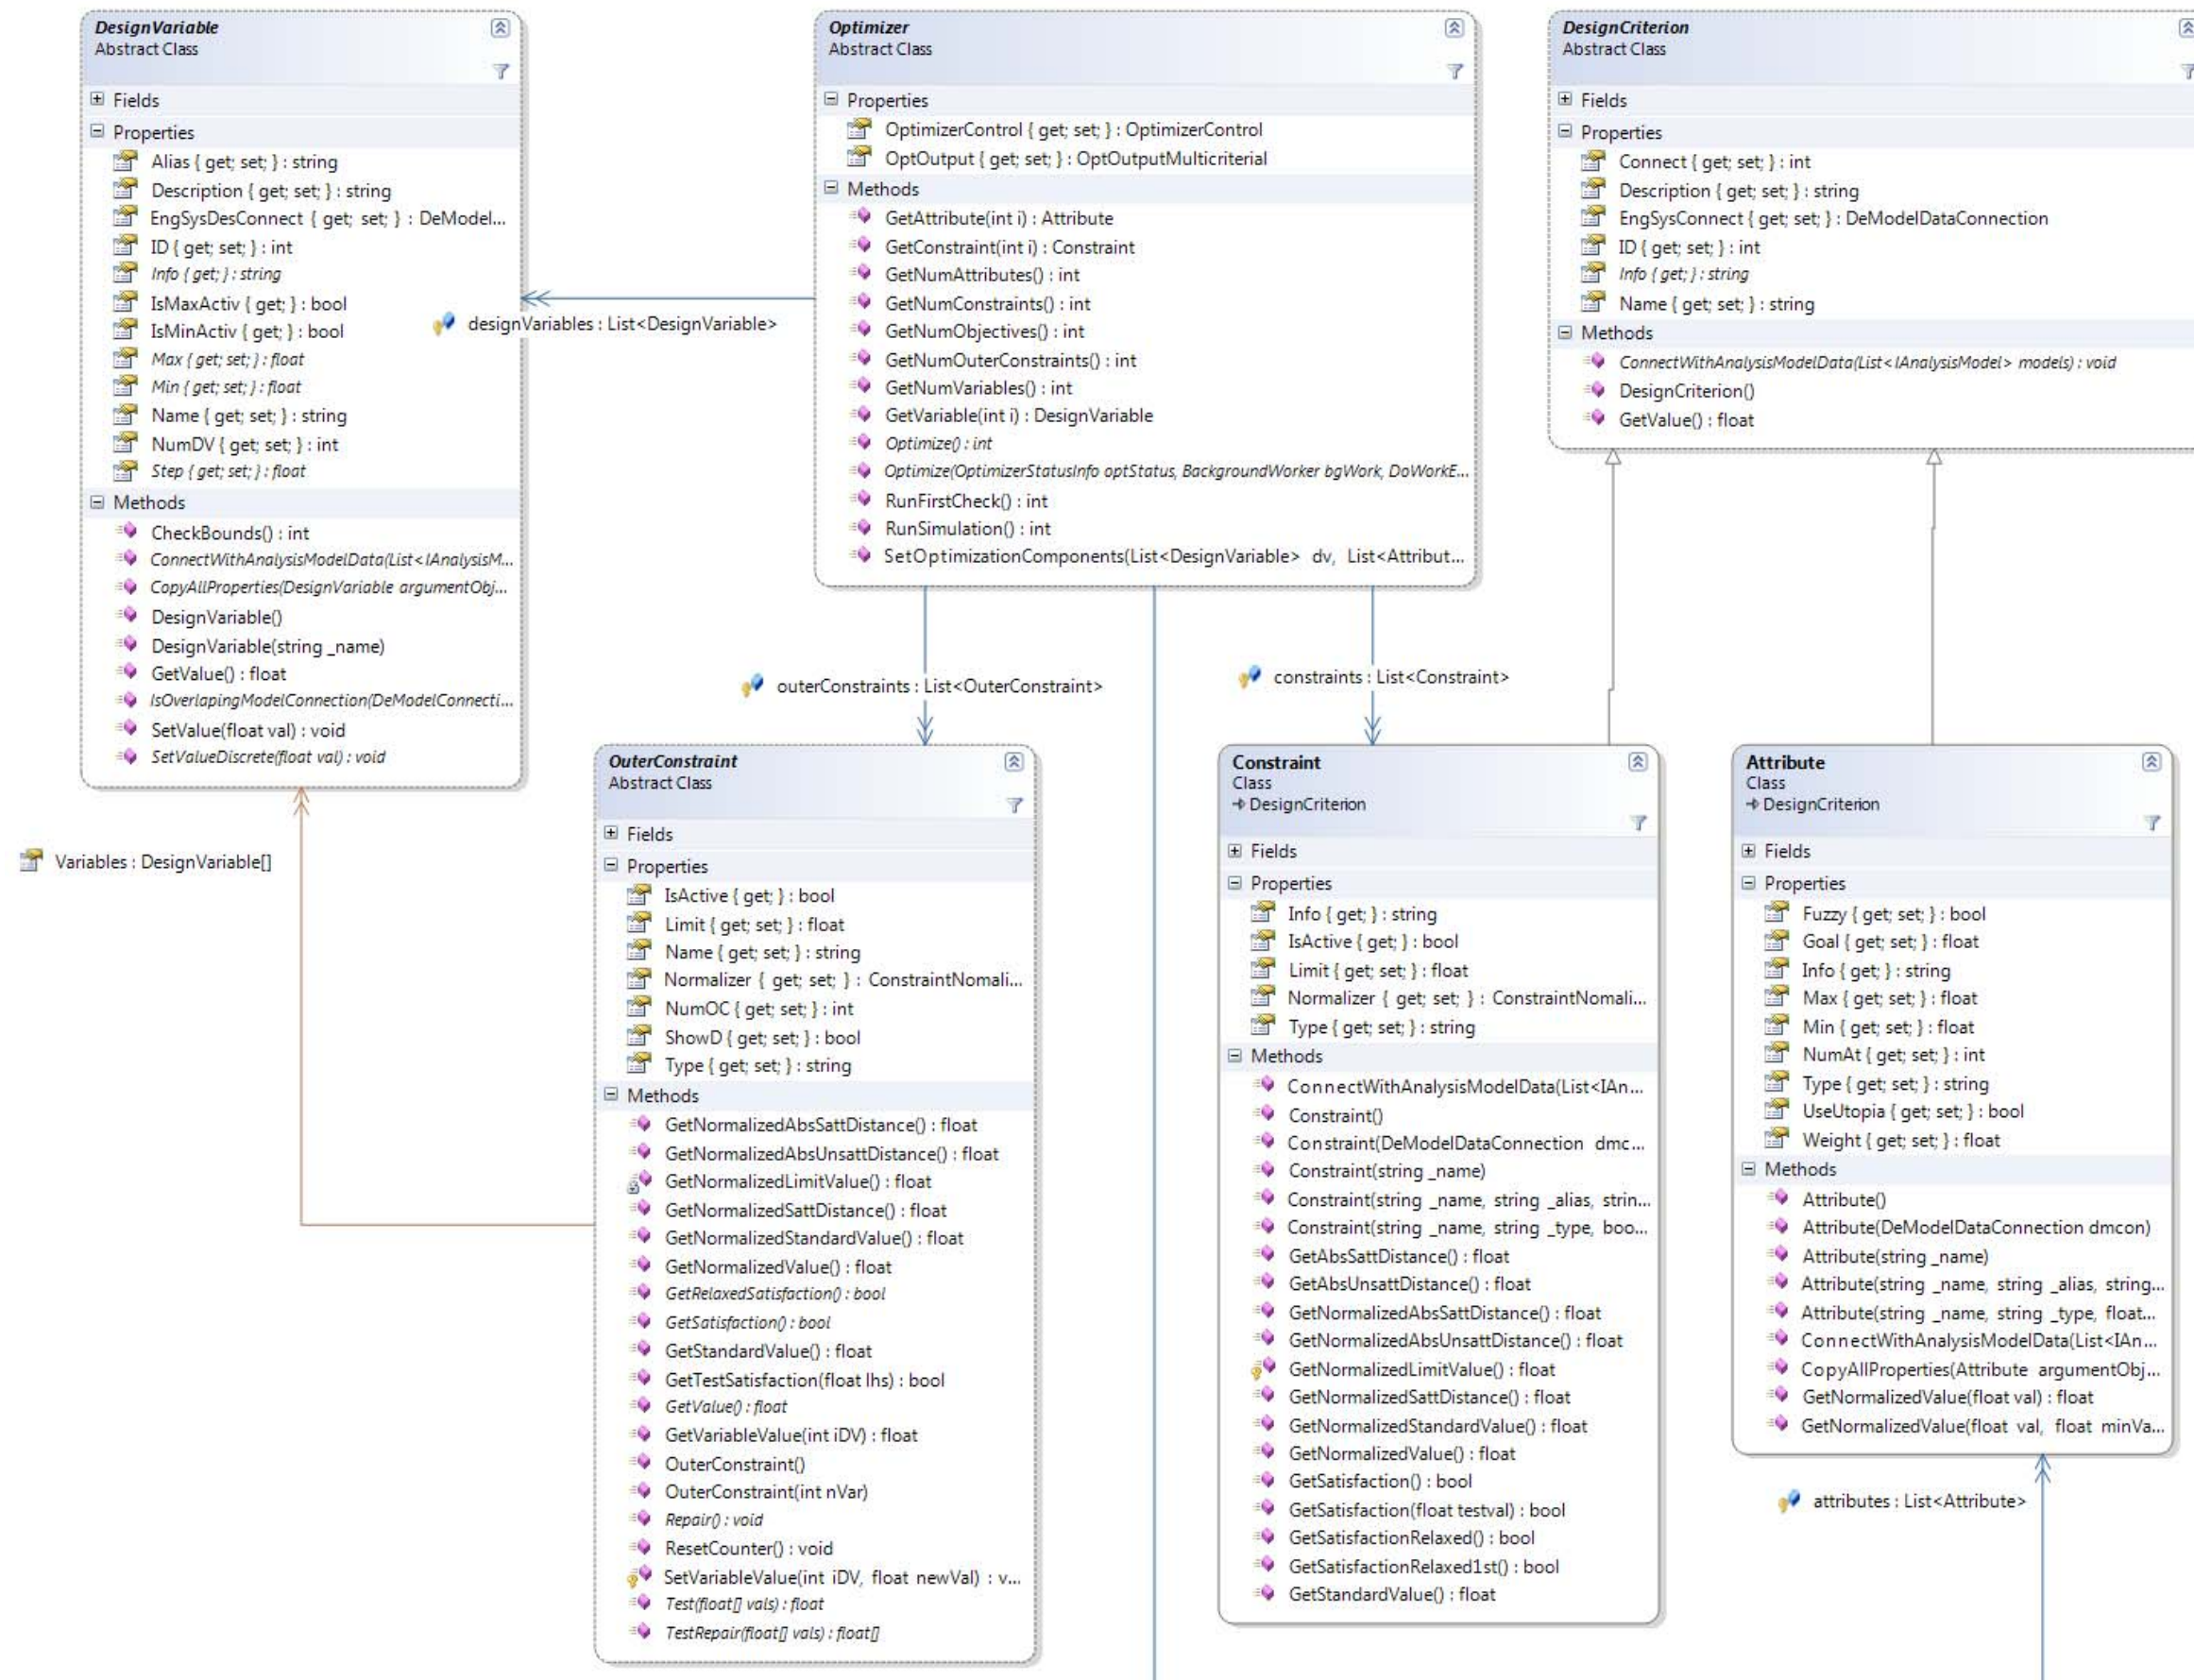 DesignVariable
Abstract Class
Fields
Properties
Alias { get; set; } : string
Description { get; set; } : string
EngSysDesConnect { get; set; } : DeModel...
ID { get; set; } : int
Info { get; } : string
IsMaxActiv { get; } : bool
IsMinActiv { get; } : bool
Max { get; set; } : float
Min { get; set; } : float
Name { get; set; } : string
NumDV { get; set; } : int
Step { get; set; } : float
Methods
CheckBounds() : int
ConnectWithAnalysisModelData(List<IAnalysisM...
CopyAllProperties(DesignVariable argumentObj...
DesignVariable()
DesignVariable(string _name)
GetValue() : float
IsOverlapingModelConnection(DeModelConnecti...
SetValue(float val) : void
SetValueDiscrete(float val) : void
designVariables : List<DesignVariable>
Variables : DesignVariable[]
Optimizer
Abstract Class
Properties
OptimizerControl { get; set; } : OptimizerControl
OptOutput { get; set; } : OptOutputMulticriterial
Methods
GetAttribute(int i) : Attribute
GetConstraint(int i) : Constraint
GetNumAttributes() : int
GetNumConstraints() : int
GetNumObjectives() : int
GetNumOuterConstraints() : int
GetNumVariables() : int
GetVariable(int i) : DesignVariable
Optimize() : int
Optimize(OptimizerStatusInfo optStatus, BackgroundWorker bgWork, DoWorkE...
RunFirstCheck() : int
RunSimulation() : int
SetOptimizationComponents(List<DesignVariable> dv, List<Attribut...
outerConstraints : List<OuterConstraint>
constraints : List<Constraint>
DesignCriterion
Abstract Class
Fields
Properties
Connect { get; set; } : int
Description { get; set; } : string
EngSysConnect { get; set; } : DeModelDataConnection
ID { get; set; } : int
Info { get; } : string
Name { get; set; } : string
Methods
ConnectWithAnalysisModelData(List<IAnalysisModel> models) : void
DesignCriterion()
GetValue() : float
OuterConstraint
Abstract Class
Fields
Properties
IsActive { get; } : bool
Limit { get; set; } : float
Name { get; set; } : string
Normalizer { get; set; } : ConstraintNomali...
NumOC { get; set; } : int
ShowD { get; set; } : bool
Type { get; set; } : string
Methods
GetNormalizedAbsSattDistance() : float
GetNormalizedAbsUnsattDistance() : float
GetNormalizedLimitValue() : float
GetNormalizedSattDistance() : float
GetNormalizedStandardValue() : float
GetNormalizedValue() : float
GetRelaxedSatisfaction() : bool
GetSatisfaction() : bool
GetStandardValue() : float
GetTestSatisfaction(float lhs) : bool
GetValue() : float
GetVariableValue(int iDV) : float
OuterConstraint()
OuterConstraint(int nVar)
Repair() : void
ResetCounter() : void
SetVariableValue(int iDV, float newVal) : v...
Test(float[] vals) : float
TestRepair(float[] vals) : float[]
Constraint
Class
DesignCriterion
Fields
Properties
Info { get; } : string
IsActive { get; } : bool
Limit { get; set; } : float
Normalizer { get; set; } : ConstraintNomali...
Type { get; set; } : string
Methods
ConnectWithAnalysisModelData(List<IAn...
Constraint()
Constraint(DeModelDataConnection dmc...
Constraint(string _name)
Constraint(string _name, string _alias, strin...
Constraint(string _name, string _type, boo...
GetAbsSattDistance() : float
GetAbsUnsattDistance() : float
GetNormalizedAbsSattDistance() : float
GetNormalizedAbsUnsattDistance() : float
GetNormalizedLimitValue() : float
GetNormalizedSattDistance() : float
GetNormalizedStandardValue() : float
GetNormalizedValue() : float
GetSatisfaction() : bool
GetSatisfaction(float testval) : bool
GetSatisfactionRelaxed() : bool
GetSatisfactionRelaxed1st() : bool
GetStandardValue() : float
Attribute
Class
DesignCriterion
Fields
Properties
Fuzzy { get; set; } : bool
Goal { get; set; } : float
Info { get; } : string
Max { get; set; } : float
Min { get; set; } : float
NumAt { get; set; } : int
Type { get; set; } : string
UseUtopia { get; set; } : bool
Weight { get; set; } : float
Methods
Attribute()
Attribute(DeModelDataConnection dmcon)
Attribute(string _name)
Attribute(string _name, string _alias, string...
Attribute(string _name, string _type, float...
ConnectWithAnalysisModelData(List<IAn...
CopyAllProperties(Attribute argumentObj...
GetNormalizedValue(float val) : float
GetNormalizedValue(float val, float minVa...
attributes : List<Attribute>